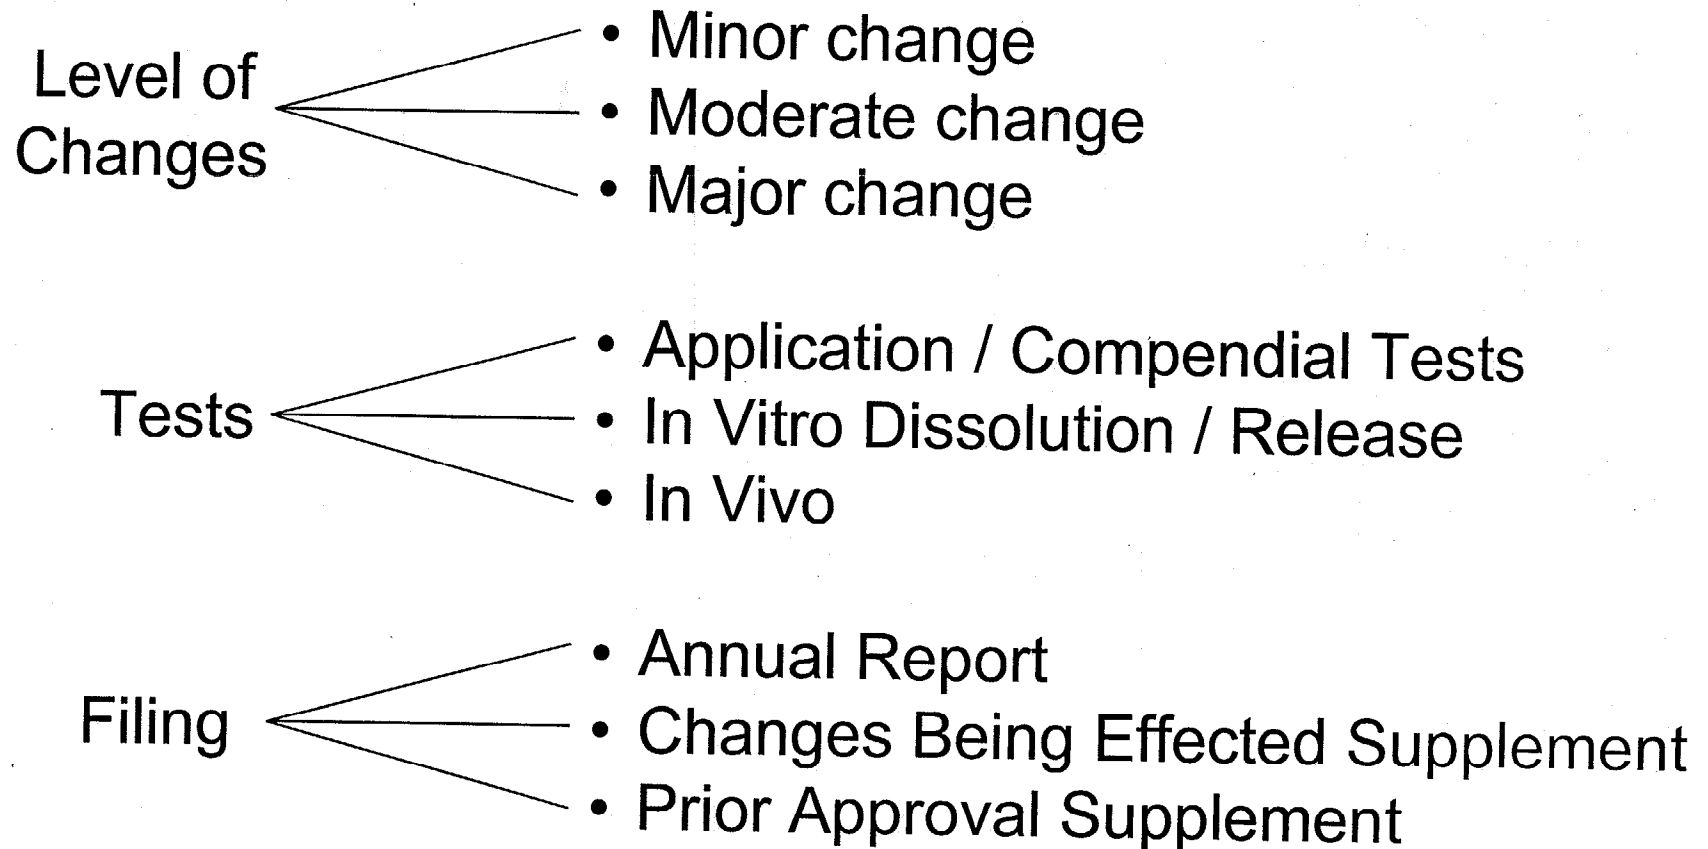 Level of
Changes
• Minor change
• Moderate change
• Major change
Tests
• Application / Compendial Tests
• In Vitro Dissolution / Release
• In Vivo
Filing
• Annual Report
• Changes Being Effected Supplement
• Prior Approval Supplement